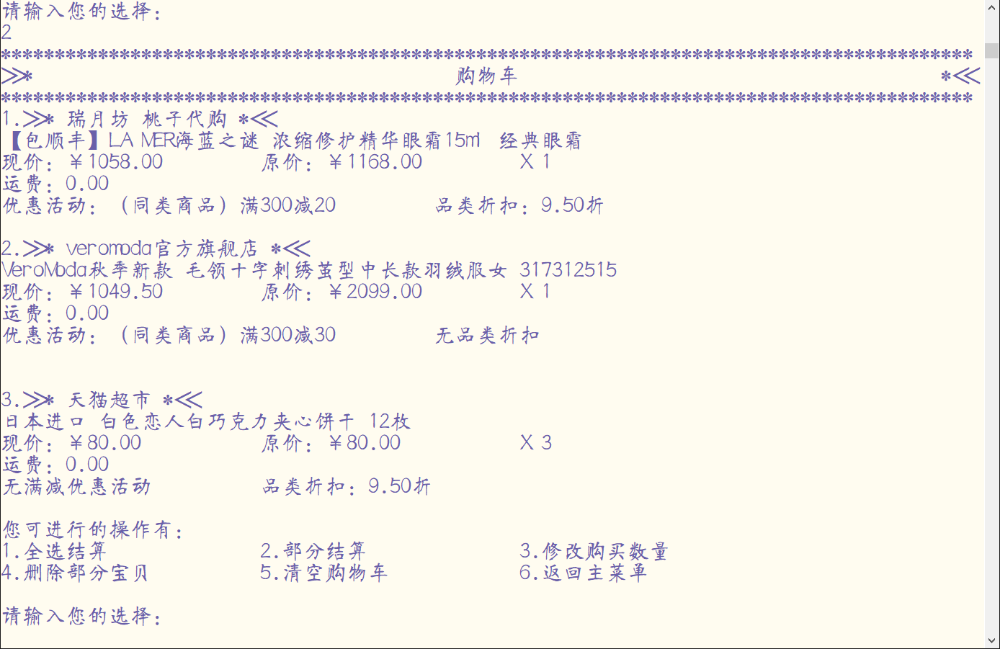 请输入您的选择：
2
******************************************************************************************
>>* 购物车 *<<
******************************************************************************************
1.>>* 瑞月坊 桃子代购 *<<
【包顺丰】LA MER海蓝之谜 浓缩修护精华眼霜15ml 经典眼霜
现价：￥1058.00 原价：￥1168.00 X 1
运费：0.00
优惠活动：（同类商品）满300减20 品类折扣：9.50折
2.>>* veromoda官方旗舰店 *<<
VeroModa秋季新款 毛领十字刺绣茧型中长款羽绒服女 317312515
现价：￥1049.50 原价：￥2099.00 X 1
运费：0.00
优惠活动：（同类商品）满300减30 无品类折扣
3.>>* 天猫超市 *<<
日本进口 白色恋人白巧克力夹心饼干 12枚
现价：￥80.00 原价：￥80.00 X 3
运费：0.00
无满减优惠活动 品类折扣：9.50折
您可进行的操作有：
1.全选结算 2.部分结算 3.修改购买数量
4.删除部分宝贝 5.清空购物车 6.返回主菜单
请输入您的选择：